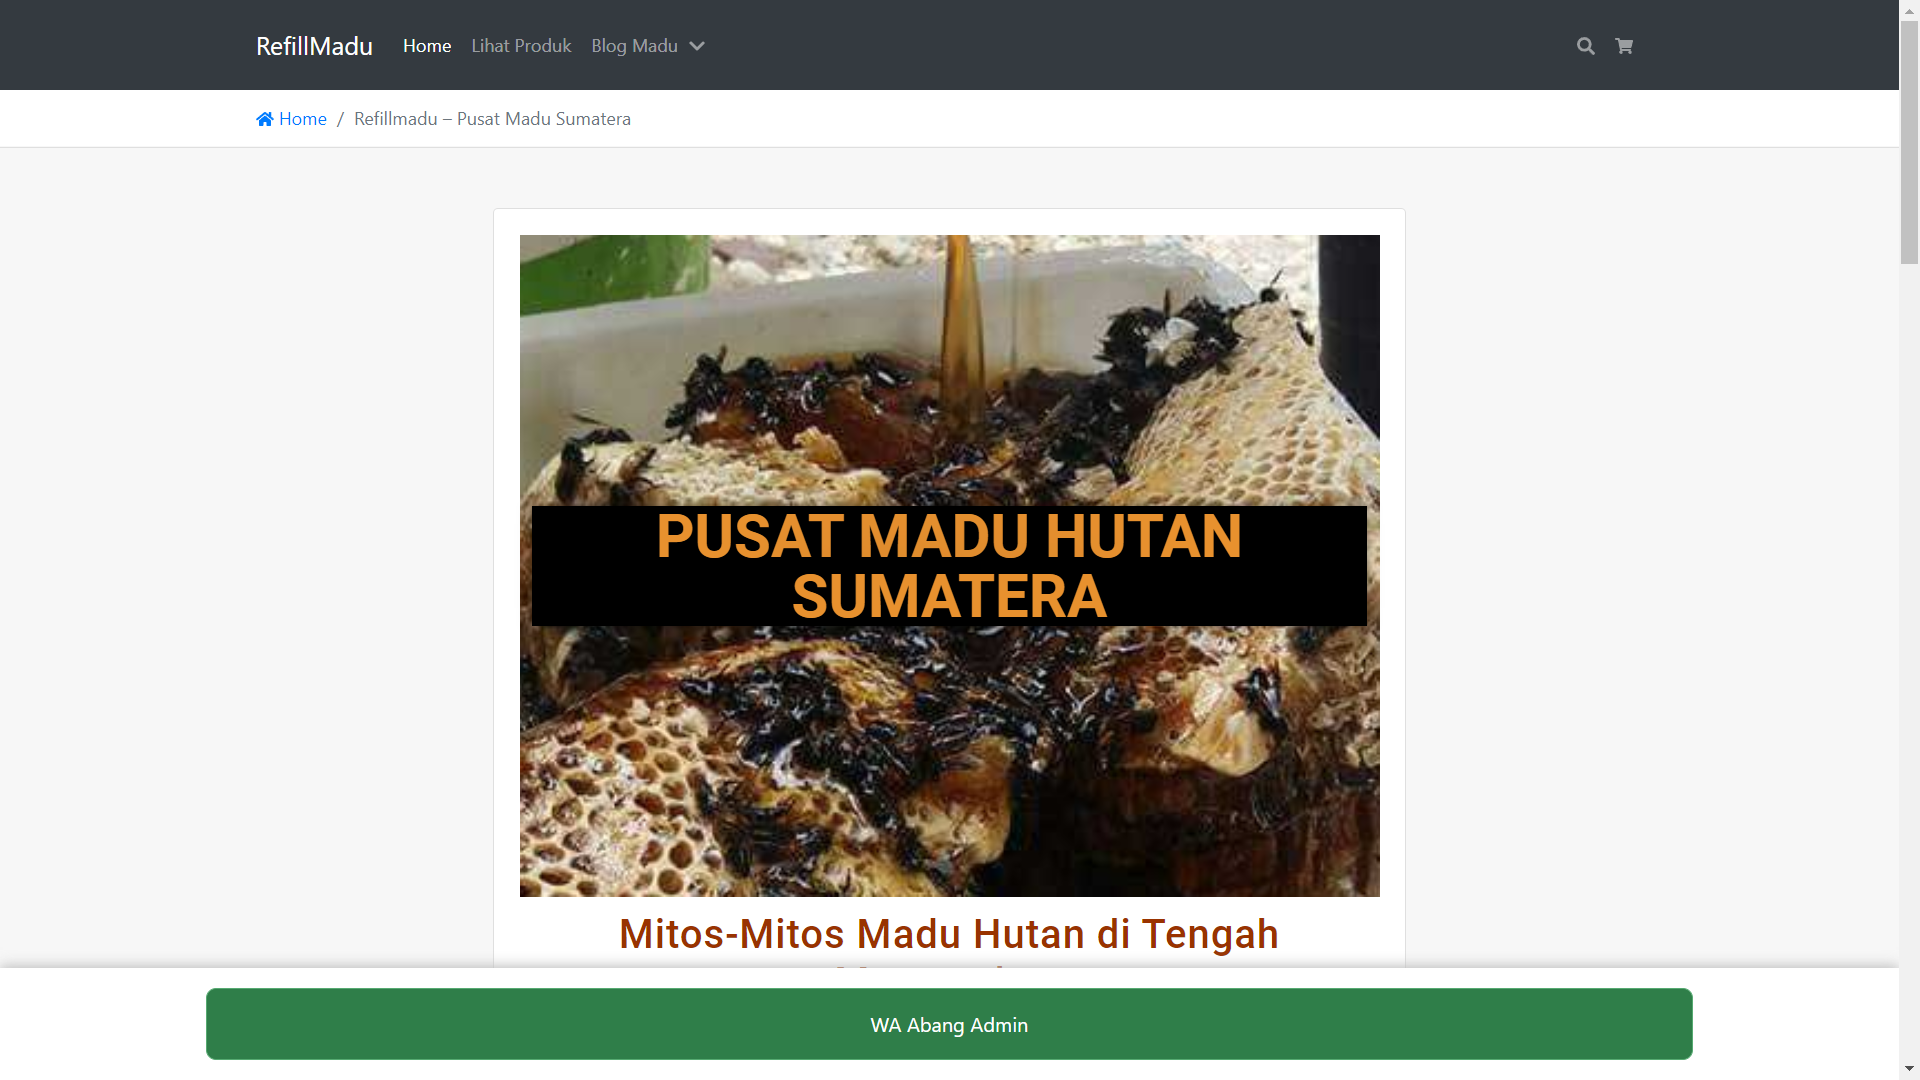 RefillMadu Home Lihat Produk Blog Madu
Home / Refillmadu – Pusat Madu Sumatera
PUSAT MADU HUTAN
SUMATERA
Mitos-Mitos Madu Hutan di Tengah
WA Abang Admin